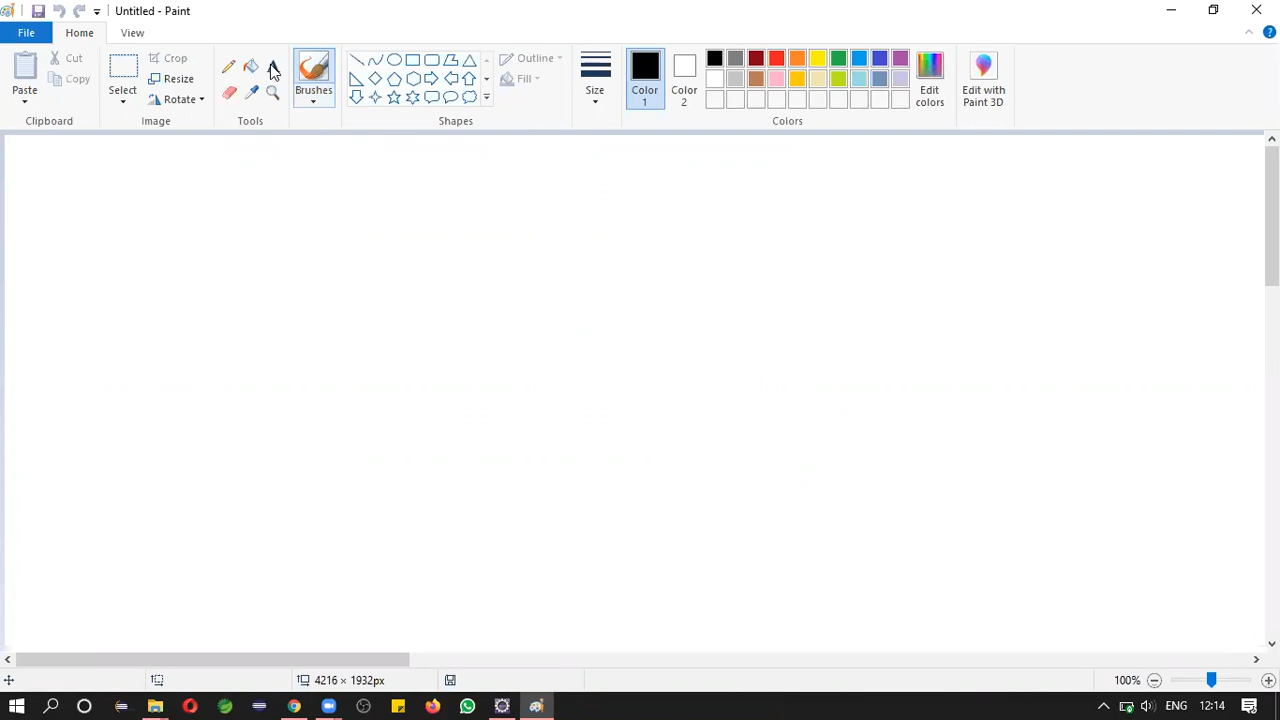 Untitled - Paint
File Home View
Paste
Cut
Copy
Clipboard
Select
Crop
Resize
Rotate
Image
Tools
Brushes
Shapes
Outline
Fill
Size
Color 1
Color 2
Edit colors
Colors
Edit with Paint 3D
4216 × 1932px
100%
ENG 12:14